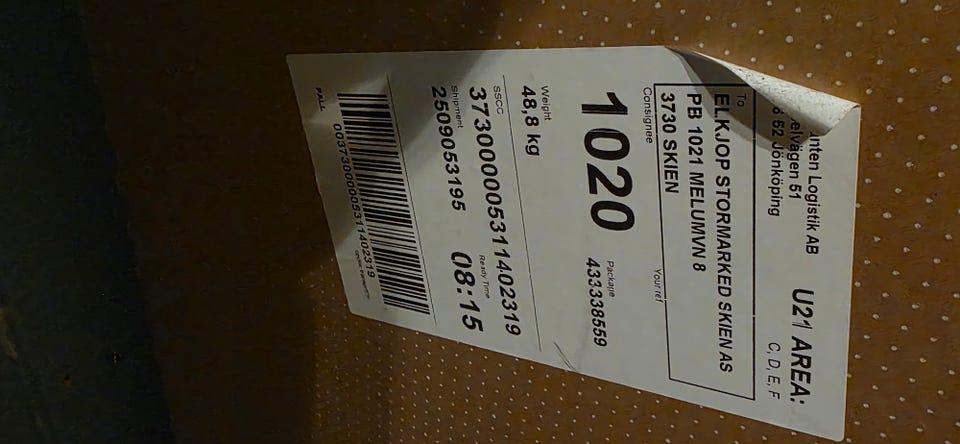 nten Logistik AB
elvägen 51
52 Jönköping
U21 AREA:
C, D, E, F
To
ELKJOP STORMARKED SKIEN AS
PB 1021 MELUMVN 8
3730 SKIEN
Consignee
Your ref
1020
Package
433338559
Weight
48,8 kg
SSCC
373000005311402319
Shipment
2509053195
Ready Time
08:15
00373000005311402319
PALL